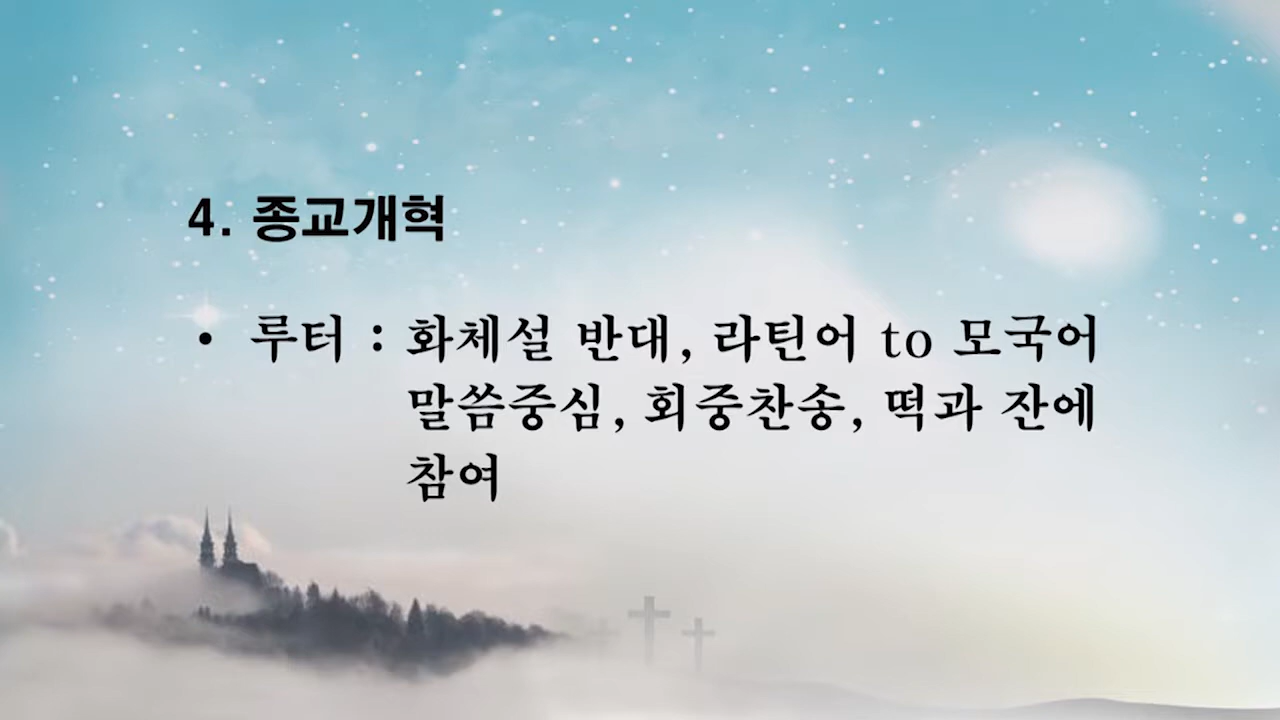 4. 종교개혁
• 루터 : 화체설 반대, 라틴어 to 모국어
말씀중심, 회중찬송, 떡과 잔에
참여